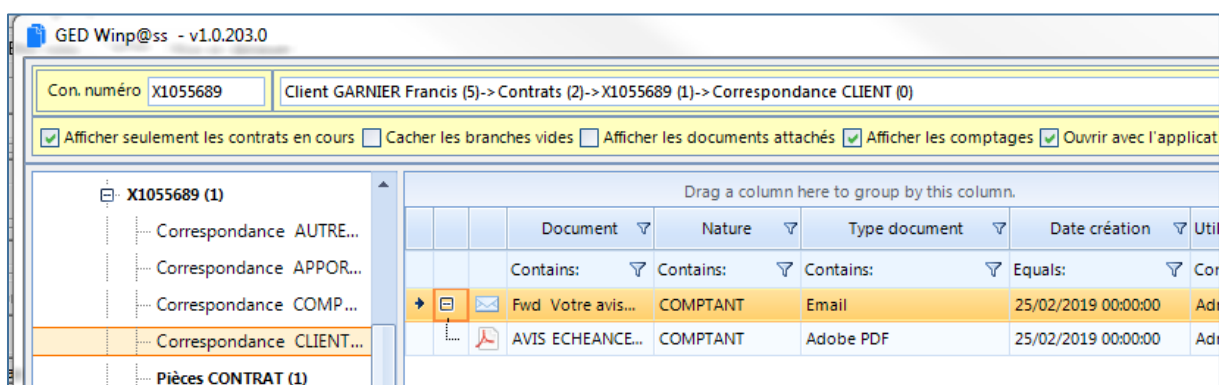 GED Winp@ss - v1.0.203.0
Con. numéro X1055689 Client GARNIER Francis (5)->Contrats (2)->X1055689 (1)->Correspondance CLIENT (0)
Afficher seulement les contrats en cours Cacher les branches vides Afficher les documents attachés Afficher les comptages Ouvrir avec l'applicat
X1055689 (1)
Correspondance AUTRE...
Correspondance APPOR...
Correspondance COMP...
Correspondance CLIENT...
Pièces CONTRAT (1)
Drag a column here to group by this column.
Document Nature Type document Date création Util
Contains: Contains: Contains: Equals: Con
Fwd Votre avis... COMPTANT Email 25/02/2019 00:00:00 Adm
AVIS ECHEANCE... COMPTANT Adobe PDF 25/02/2019 00:00:00 Adm